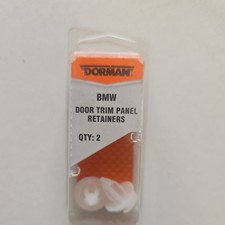 DORMAN
BMW
DOOR TRIM PANEL
RETAINERS
QTY: 2